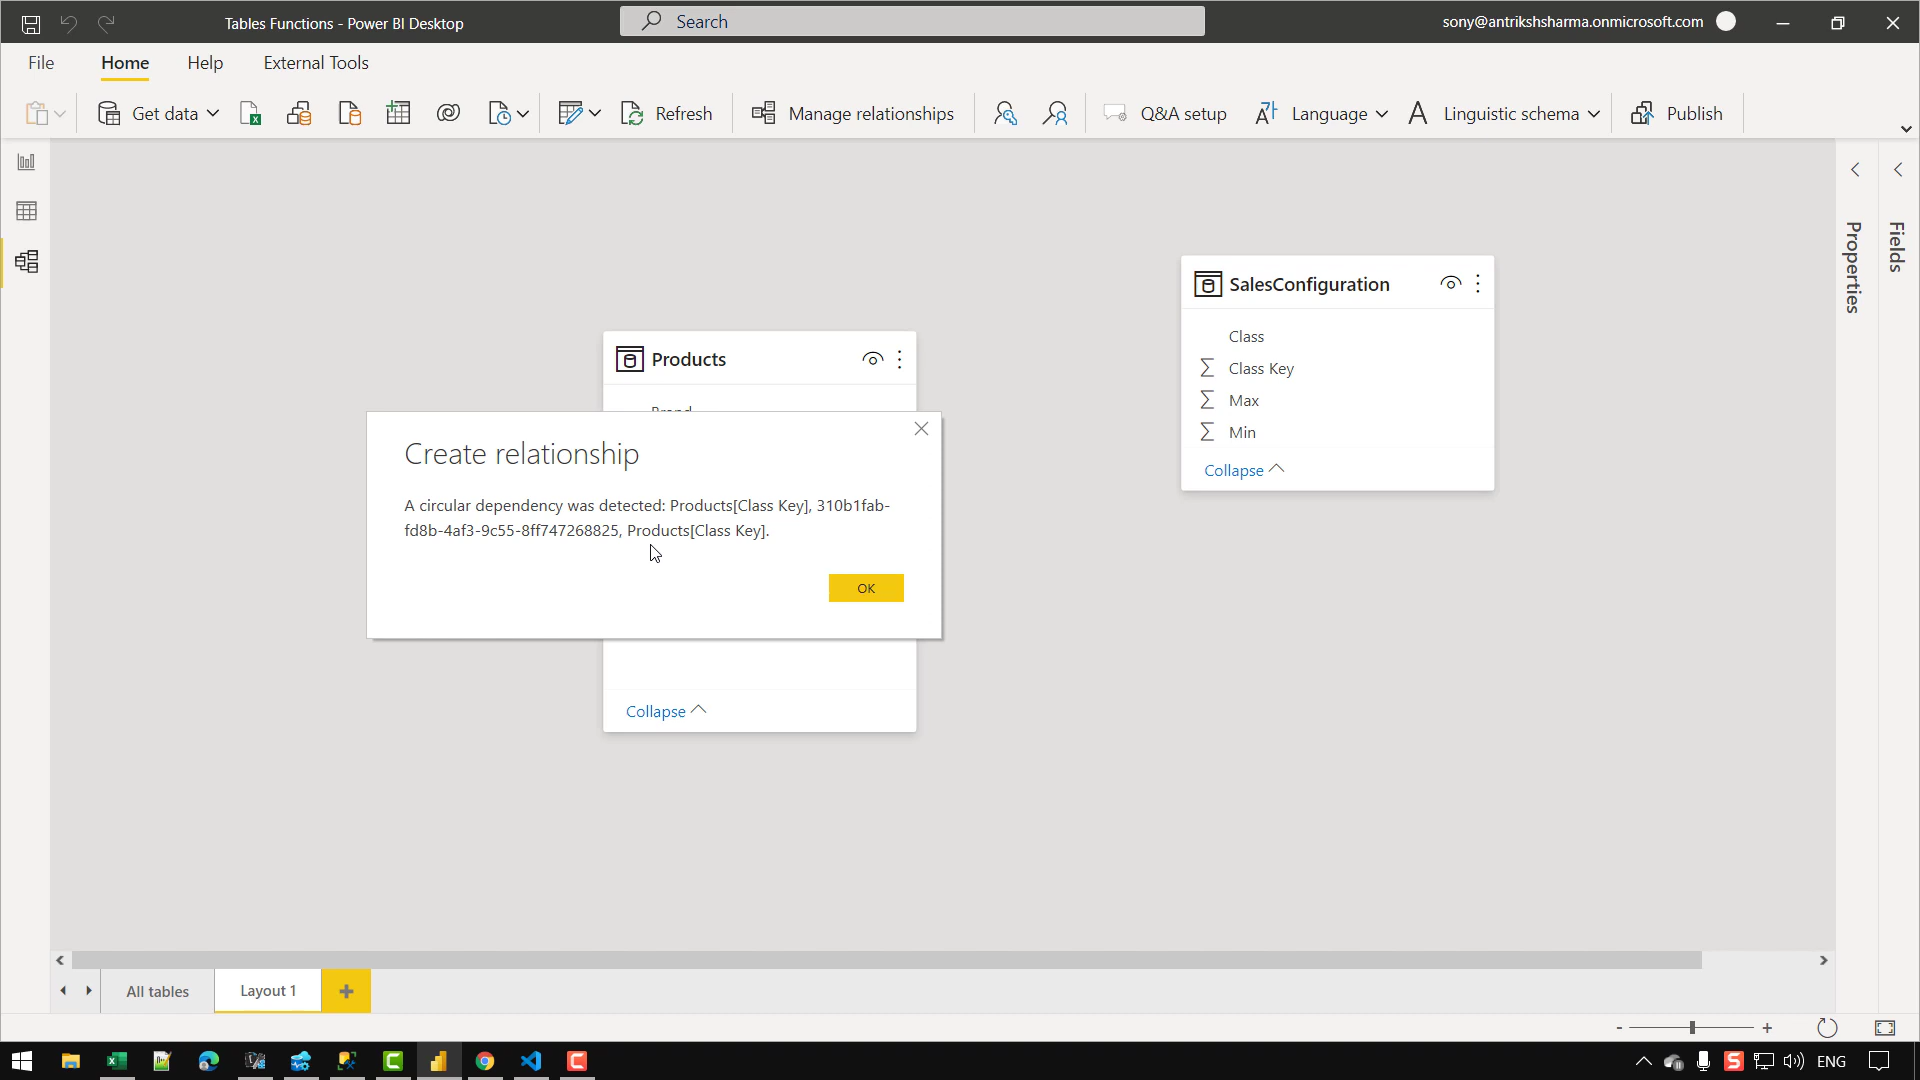 Tables Functions - Power BI Desktop
Search
sony@antrikshsharma.onmicrosoft.com
File
Home
Help
External Tools
Get data
Refresh
Manage relationships
Q&A setup
Language
Linguistic schema
Publish
Properties
Fields
SalesConfiguration
Class
Class Key
Max
Min
Collapse
Products
Brand
Create relationship
A circular dependency was detected: Products[Class Key], 310b1fab-
fd8b-4af3-9c55-8ff747268825, Products[Class Key].
OK
Collapse
All tables
Layout 1
ENG